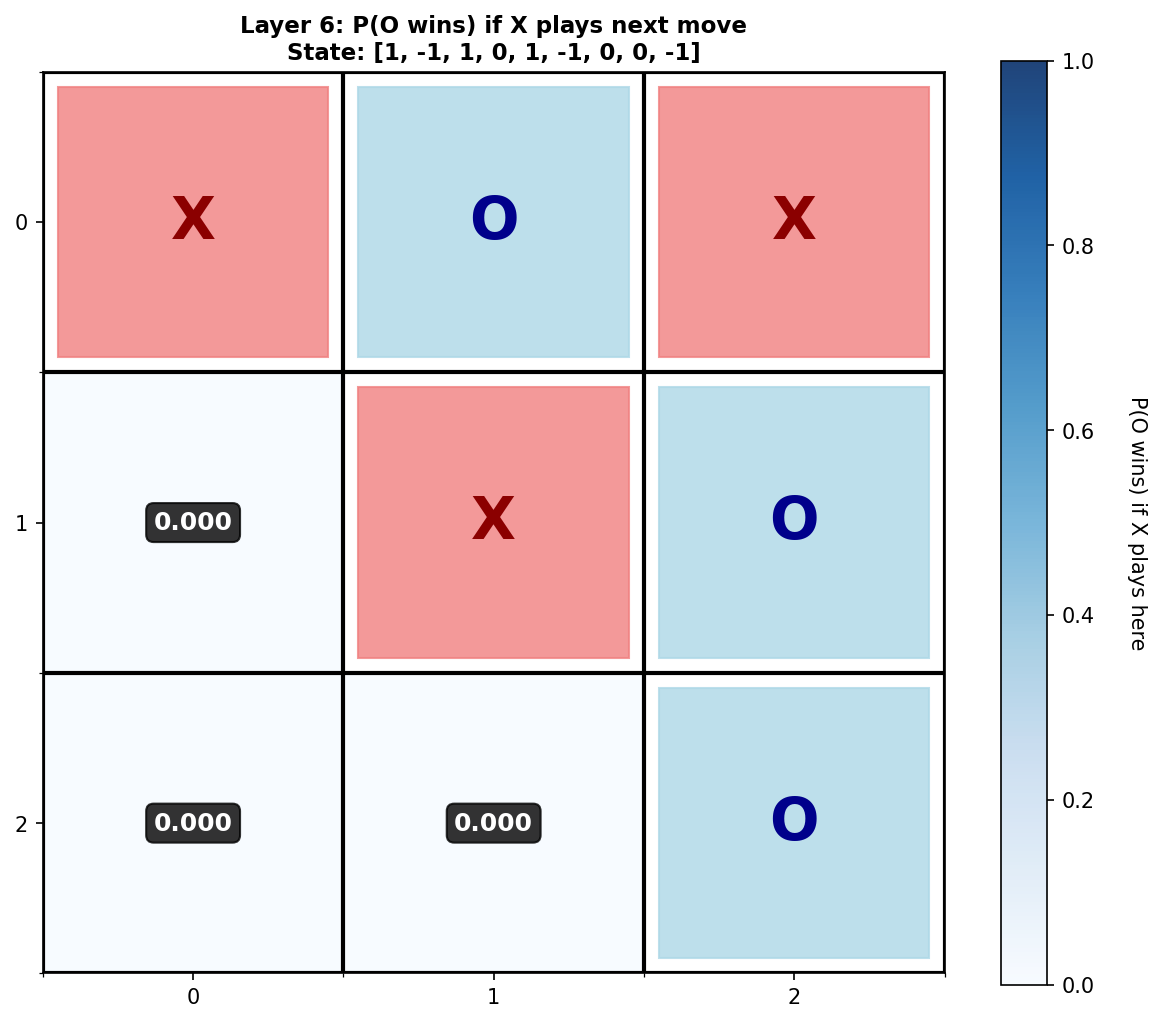 Layer 6: P(O wins) if X plays next move
State: [1, -1, 1, 0, 1, -1, 0, 0, -1]
X O X
0
0.000 X O
1
0.000 0.000 O
2
0 1 2
1.0
0.8
0.6
0.4
0.2
0.0
P(O wins) if X plays here